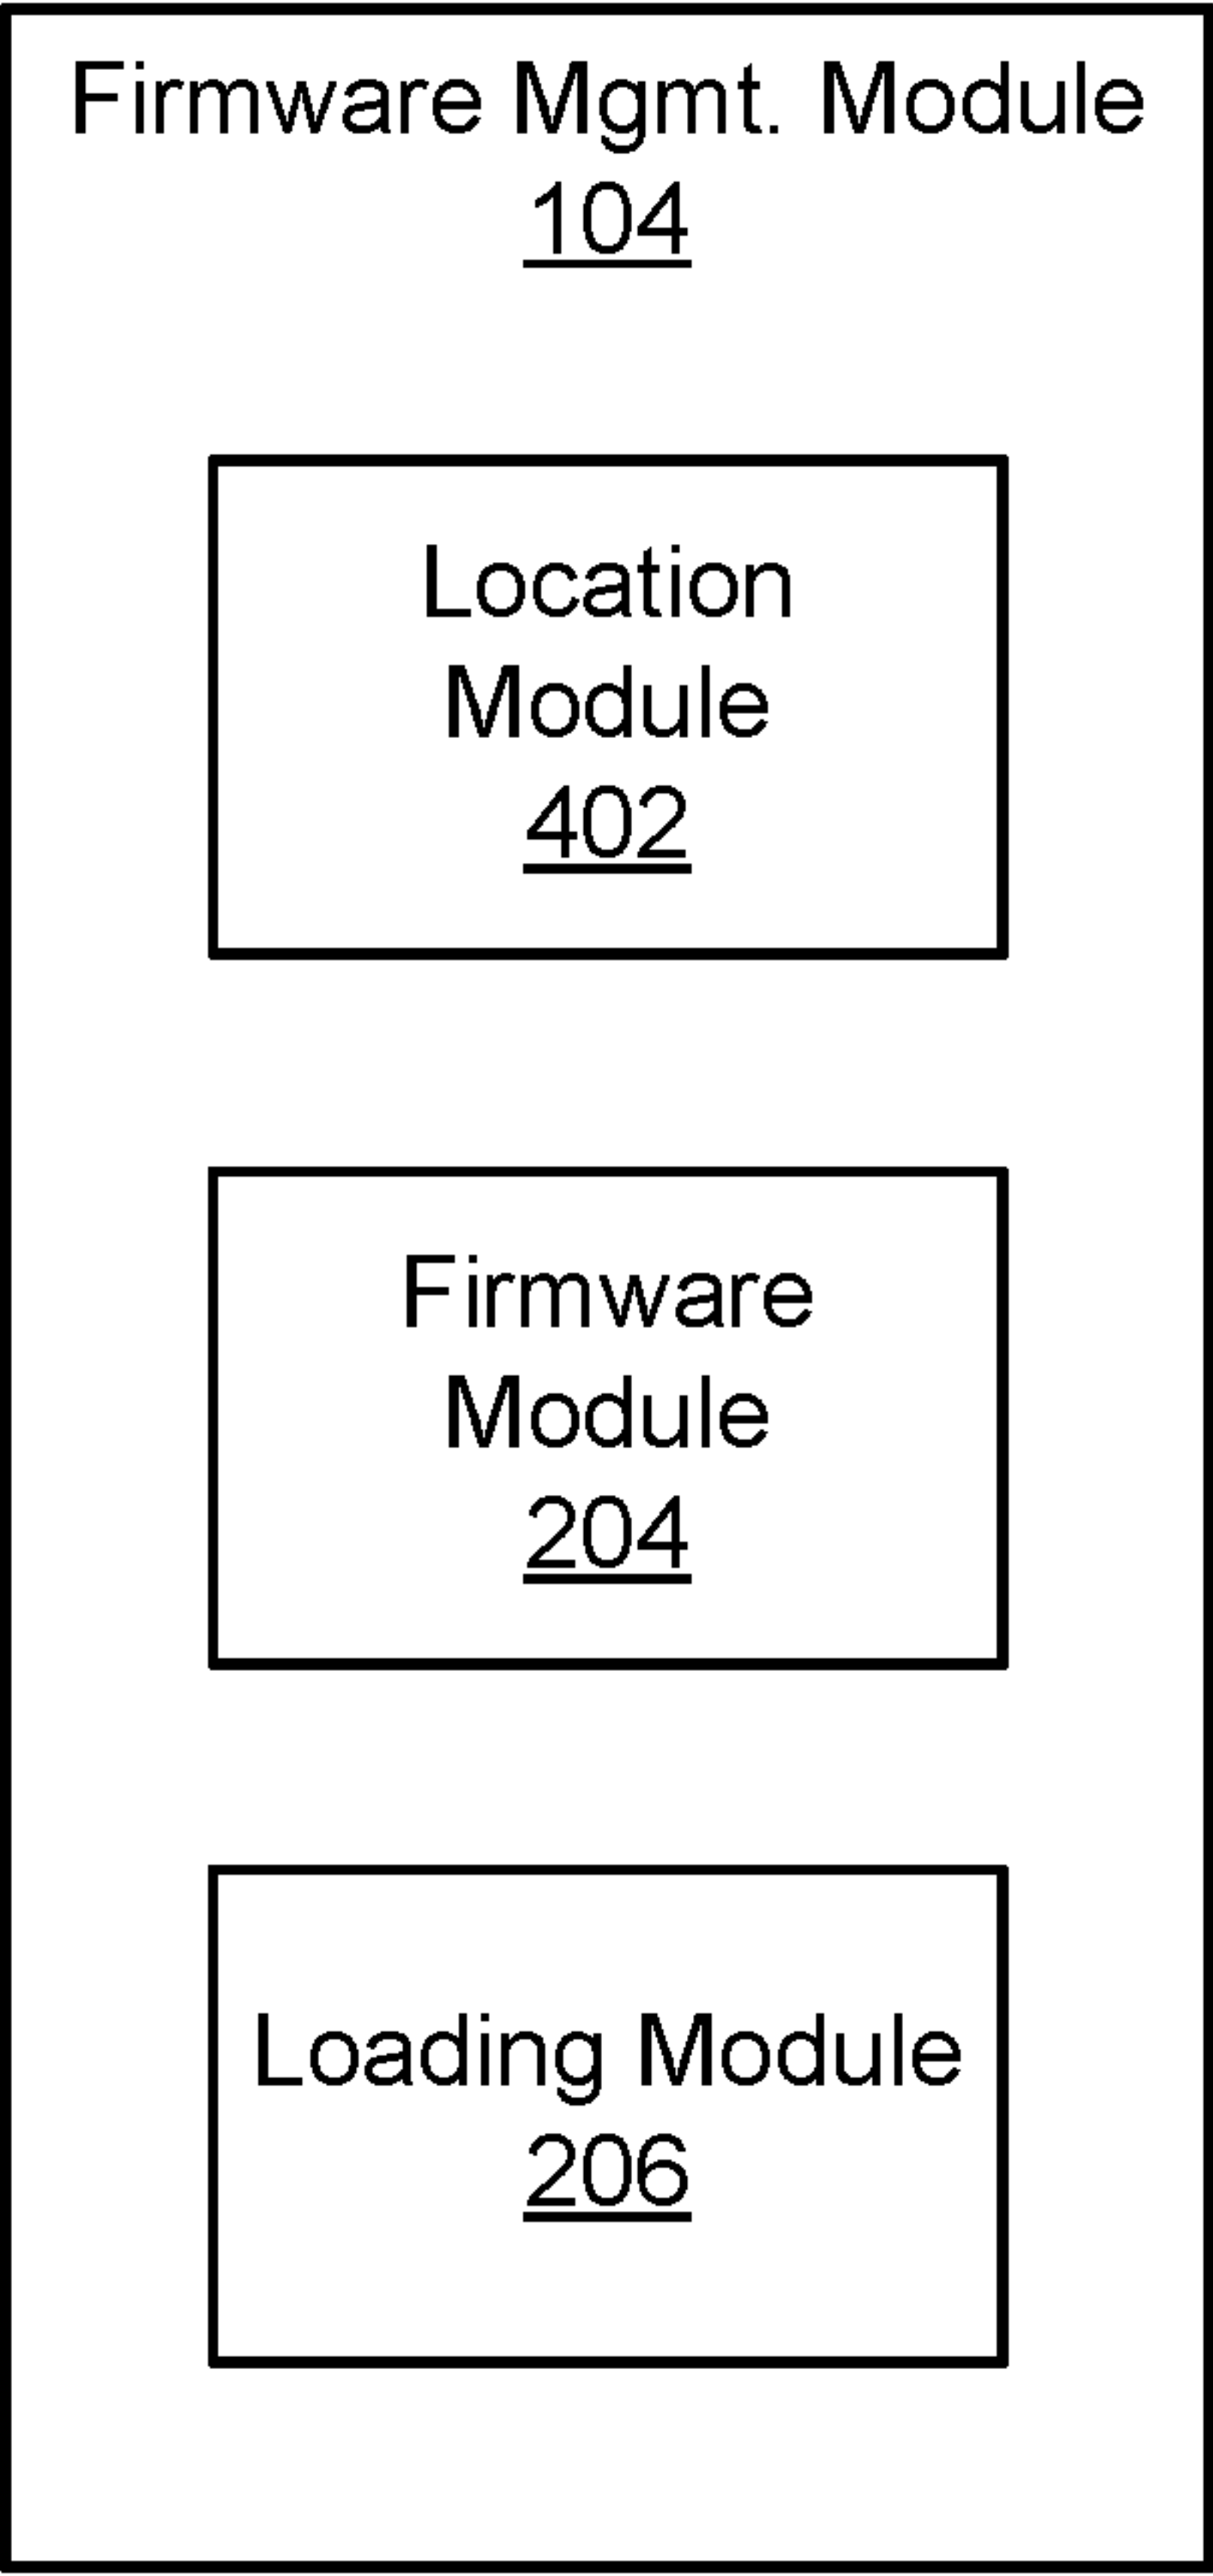 Firmware Mgmt. Module
104
Location
Module
402
Firmware
Module
204
Loading Module
206